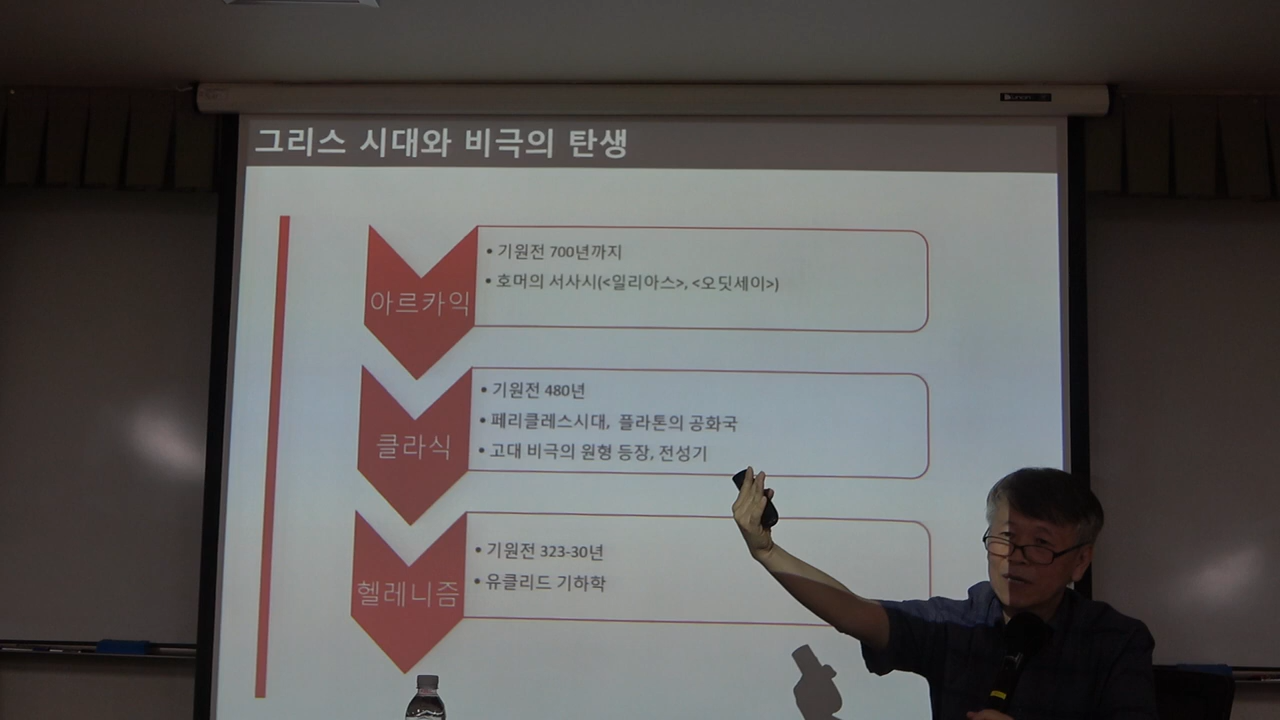 그리스 시대와 비극의 탄생
아르카익
• 기원전 700년까지
• 호머의 서사시(<일리아스>, <오딧세이>)
클라식
• 기원전 480년
• 페리클레스시대, 플라톤의 공화국
• 고대 비극의 원형 등장, 전성기
헬레니즘
• 기원전 323-30년
• 유클리드 기하학